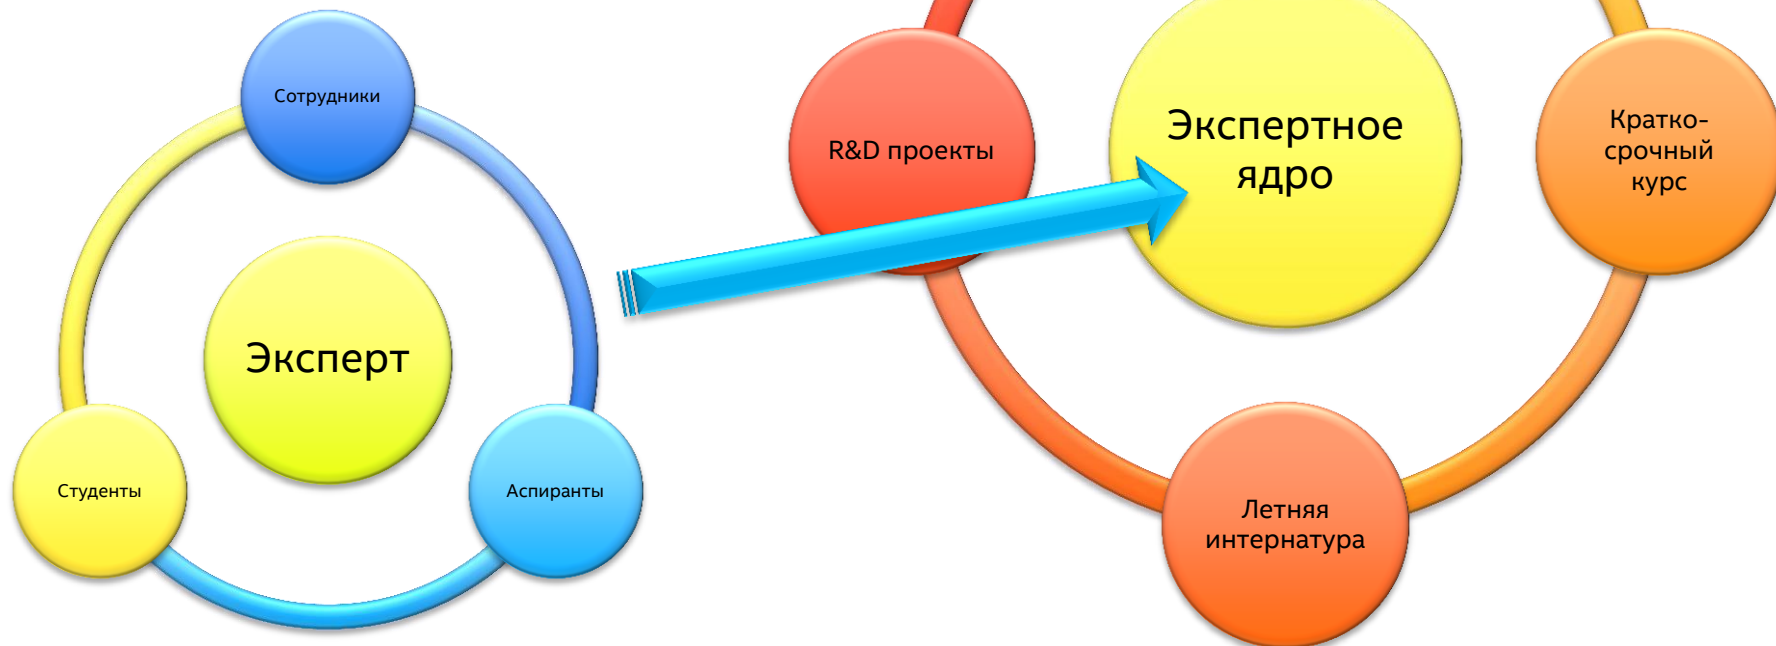 Сотрудники
Эксперт
Студенты
Аспиранты
R&D проекты
Экспертное
ядро
Кратко-
срочный
курс
Летняя
интернатура